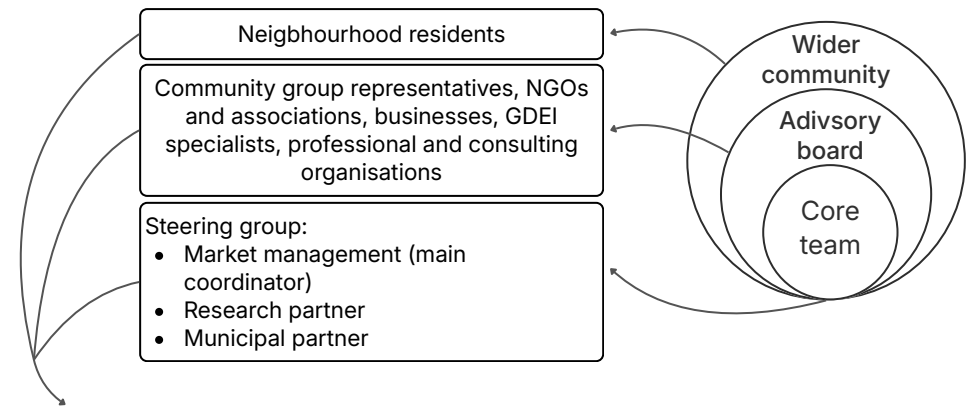 Neigbhourhood residents
Community group representatives, NGOs
and associations, businesses, GDEI
specialists, professional and consulting
organisations
Steering group:
• Market management (main
coordinator)
• Research partner
• Municipal partner
Wider
community
Adivsory
board
Core
team